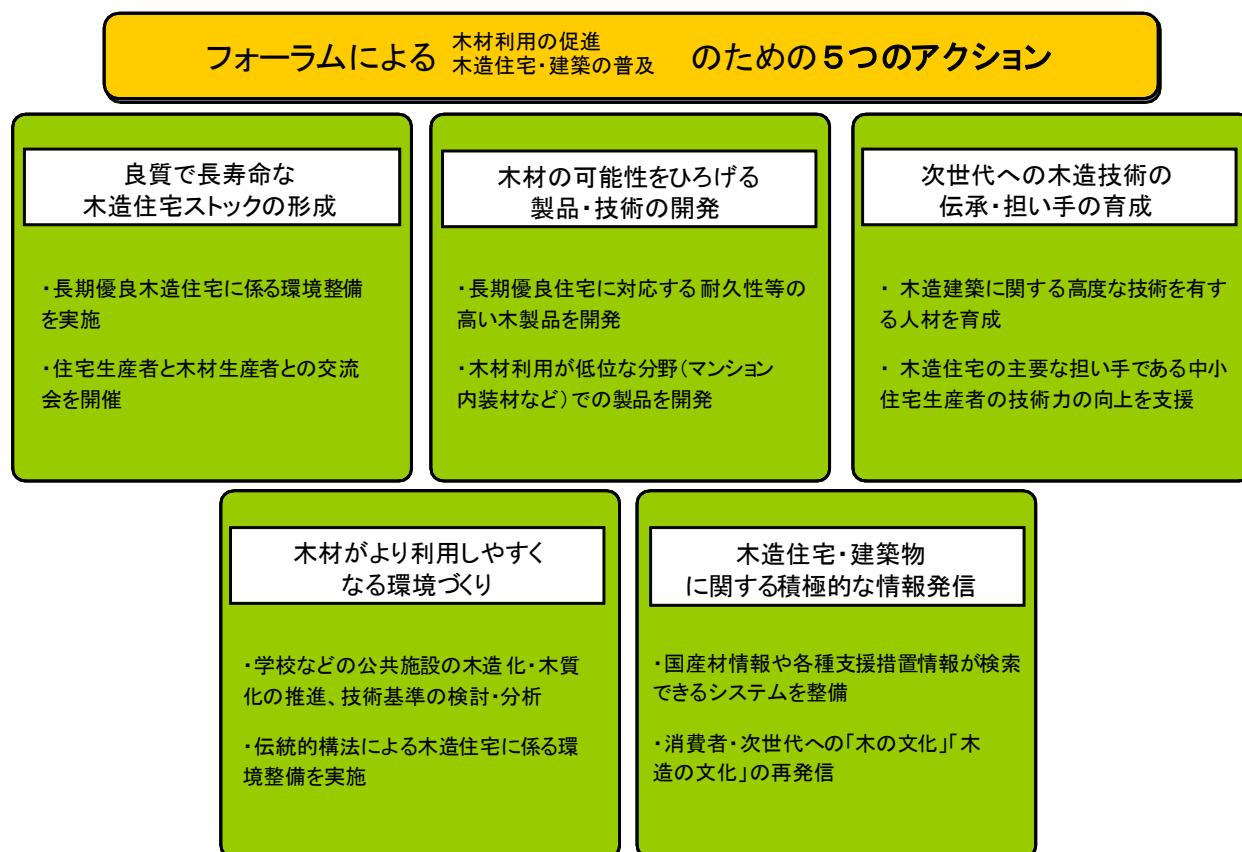 フォーラムによる 木材利用の促進 木造住宅・建築の普及 のための５つのアクション
良質で長寿命な
木造住宅ストックの形成
・長期優良木造住宅に係る環境整備
を実施
・住宅生産者と木材生産者との交流
会を開催
木材の可能性をひろげる
製品・技術の開発
・長期優良住宅に対応する耐久性等の
高い木製品を開発
・木材利用が低位な分野（マンション
内装材など）での製品を開発
次世代への木造技術の
伝承・担い手の育成
・ 木造建築に関する高度な技術を有す
る人材を育成
・ 木造住宅の主要な担い手である中小
住宅生産者の技術力の向上を支援
木材がより利用しやすく
なる環境づくり
・学校などの公共施設の木造化・木質
化の推進、技術基準の検討・分析
・伝統的構法による木造住宅に係る環
境整備を実施
木造住宅・建築物
に関する積極的な情報発信
・国産材情報や各種支援措置情報が検索
できるシステムを整備
・消費者・次世代への「木の文化」「木
造の文化」の再発信